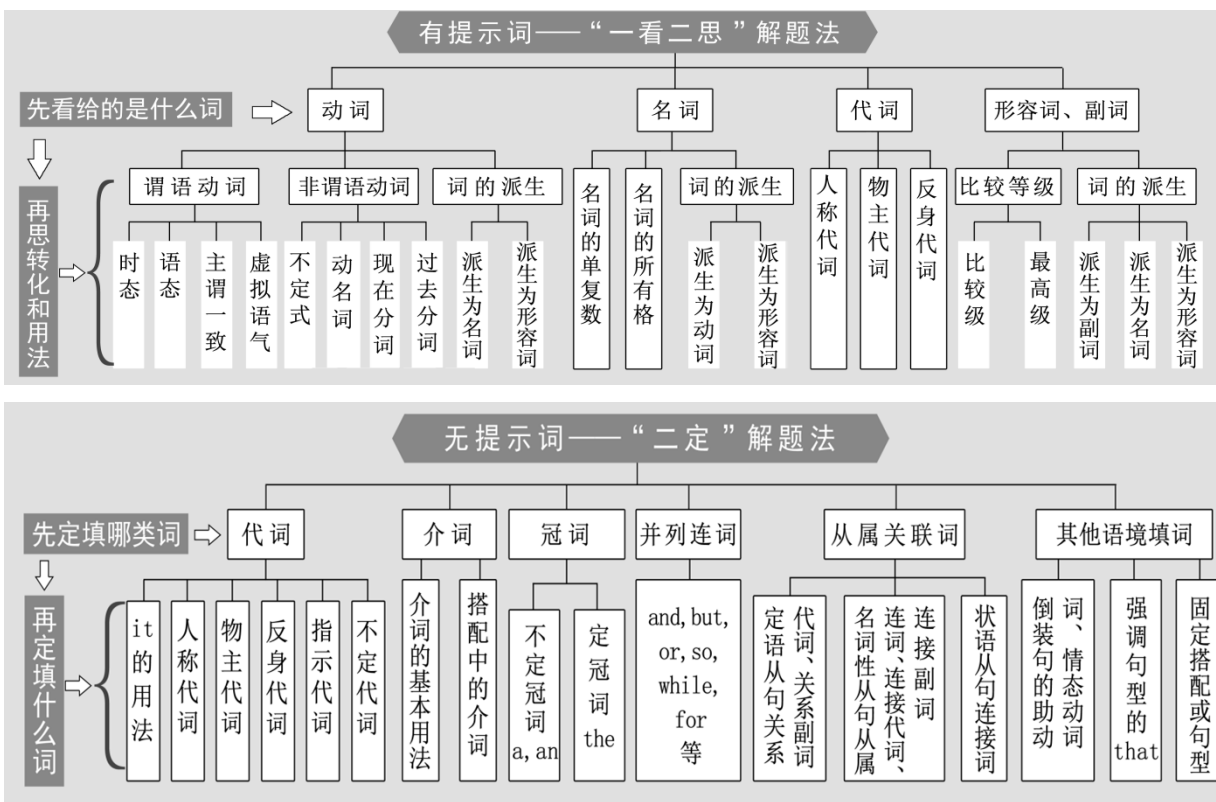 有提示词——“一看二思”解题法
先看给的是什么词
动词
名词
代词
形容词、副词
再思转化和用法
谓语动词
非谓语动词
词的派生
名词的单复数
名词的所有格
词的派生
人称代词
物主代词
反身代词
比较等级
词的派生
时态
语态
主谓一致
虚拟语气
不定式
动名词
现在分词
过去分词
派生为名词
派生为形容词
派生为动词
派生为形容词
比较级
最高级
派生为副词
派生为名词
派生为形容词
无提示词——“二定”解题法
先定填哪类词
代词
介词
冠词
并列连词
从属关联词
其他语境填词
再定填什么词
it的用法
人称代词
物主代词
反身代词
指示代词
不定代词
介词的基本用法
搭配中的介词
不定冠词
a,an
定冠词
the
and,but,
or,so,
while,
for
等
定语从句关系
代词、关系副词
名词性从句从属
连词、连接代词、
连接副词
状语从句连接词
倒装句的助动
词、情态动词
强调句型的
that
固定搭配或句型